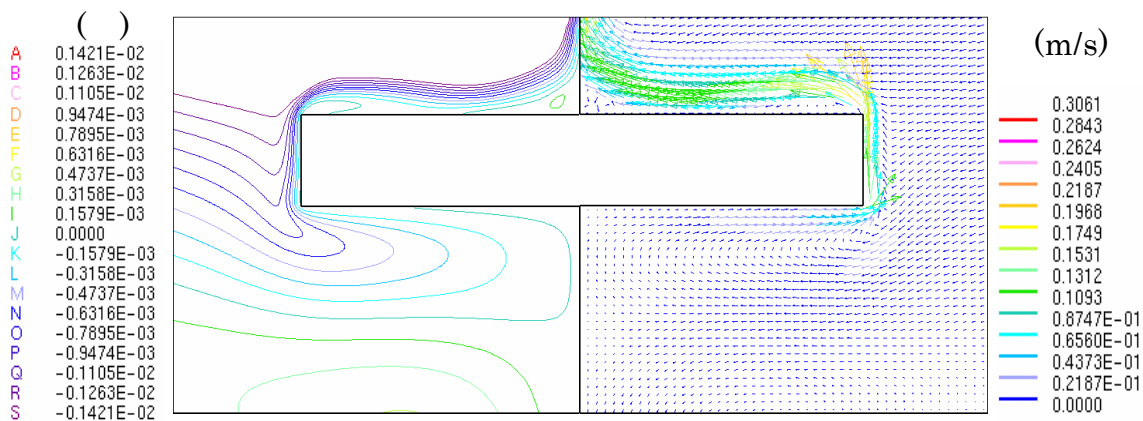 (    )
(m/s)
A 0.1421E-02
B 0.1263E-02
C 0.1105E-02
D 0.9474E-03
E 0.7895E-03
F 0.6316E-03
G 0.4737E-03
H 0.3158E-03
I 0.1579E-03
J 0.0000
K -0.1579E-03
L -0.3158E-03
M -0.4737E-03
N -0.6316E-03
O -0.7895E-03
P -0.9474E-03
Q -0.1105E-02
R -0.1263E-02
S -0.1421E-02
0.3061
0.2843
0.2624
0.2405
0.2187
0.1968
0.1749
0.1531
0.1312
0.1093
0.8747E-01
0.6560E-01
0.4373E-01
0.2187E-01
0.0000